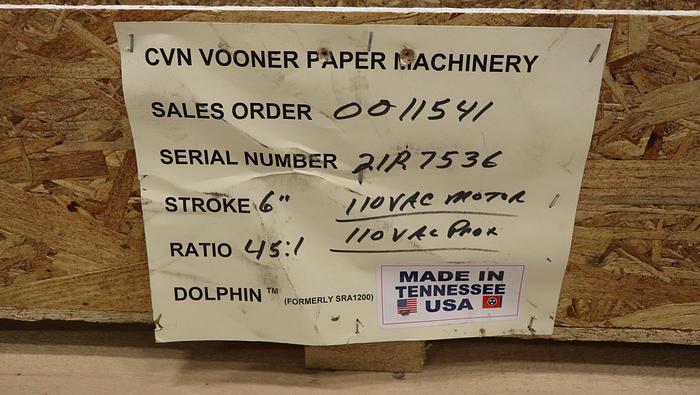 CVN VOONER PAPER MACHINERY
SALES ORDER 0011541
SERIAL NUMBER 21R7536
STROKE 6" 110VAC MOTOR
RATIO 45:1 110VAC PROX
DOLPHIN™ (FORMERLY SRA1200)
MADE IN
TENNESSEE
USA